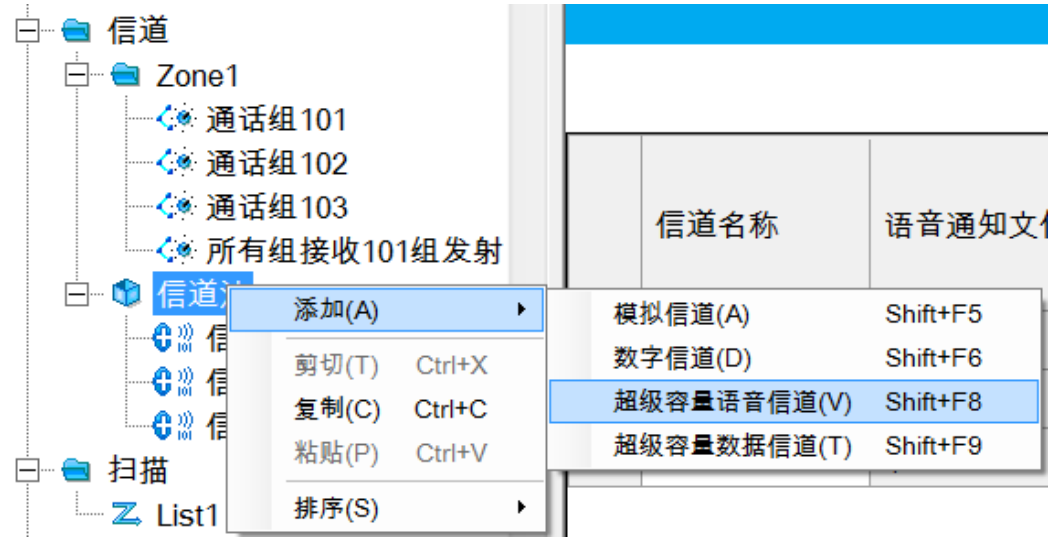 信道
Zone1
通话组101
通话组102
通话组103
所有组接收101组发射
信道
信
信
信
扫描
List1
添加(A)
剪切(T) Ctrl+X
复制(C) Ctrl+C
粘贴(P) Ctrl+V
排序(S)
模拟信道(A) Shift+F5
数字信道(D) Shift+F6
超级容量语音信道(V) Shift+F8
超级容量数据信道(T) Shift+F9
信道名称
语音通知文